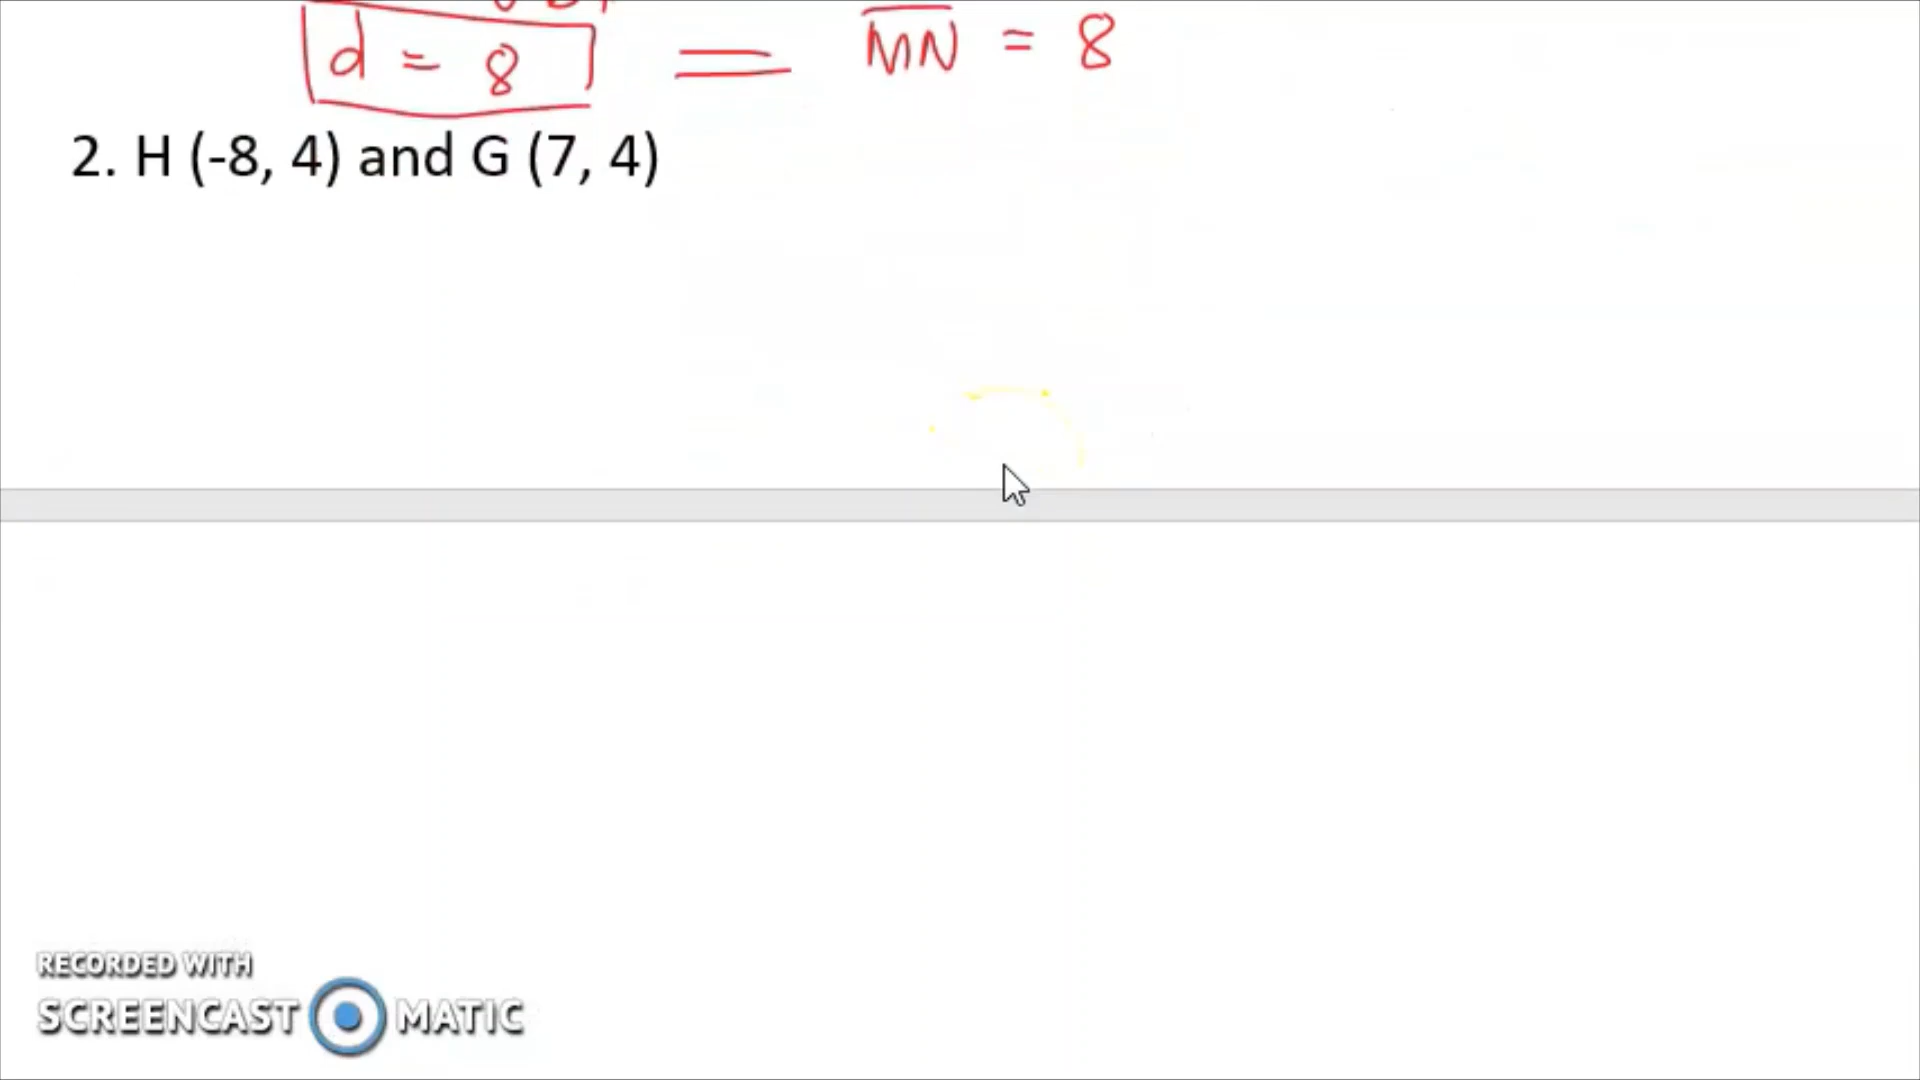 d = 8 = MN = 8
2. H (-8, 4) and G (7, 4)
RECORDED WITH
SCREENCAST MATIC